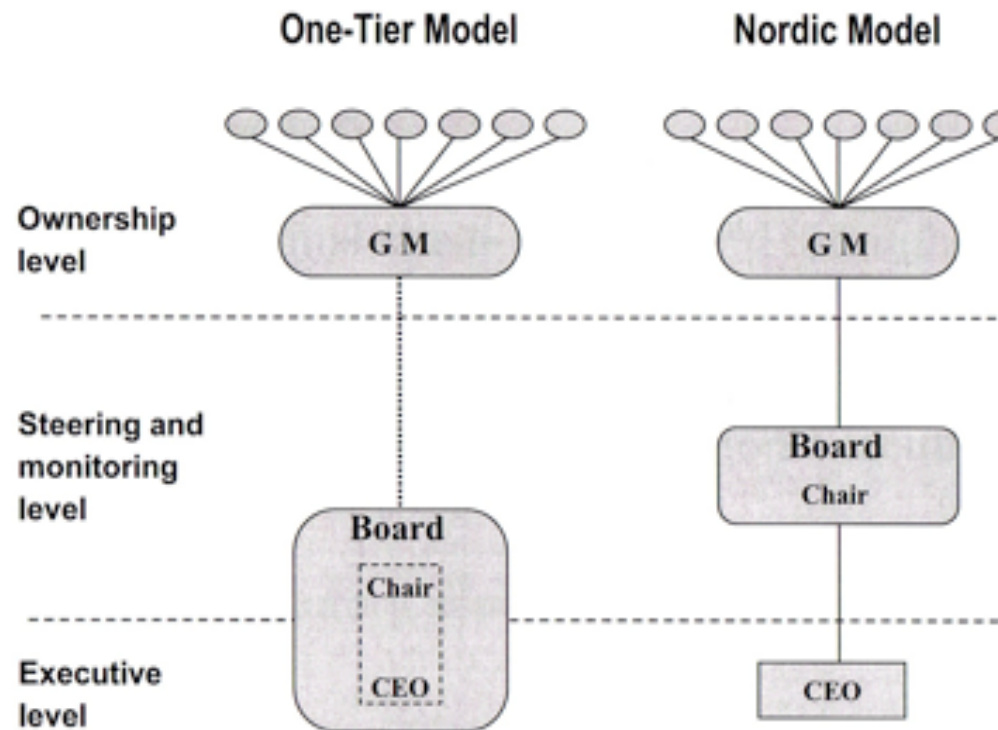 One-Tier Model
Nordic Model
Ownership
level
G M
G M
Steering and
monitoring
level
Board
Chair
Board
Chair
CEO
Executive
level
CEO